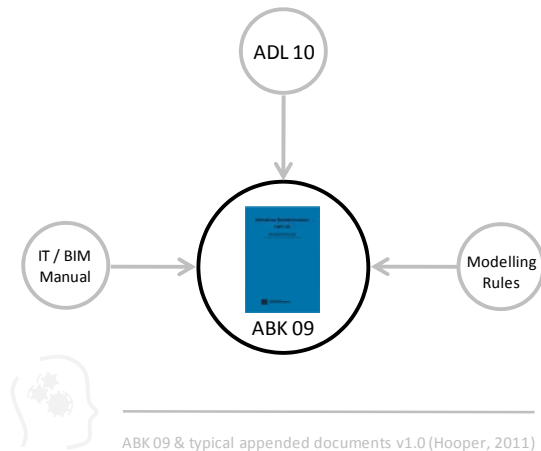 ADL 10
IT / BIM
Manual
Modelling
Rules
ABK 09
ABK 09 & typical appended documents v1.0 (Hooper, 2011)